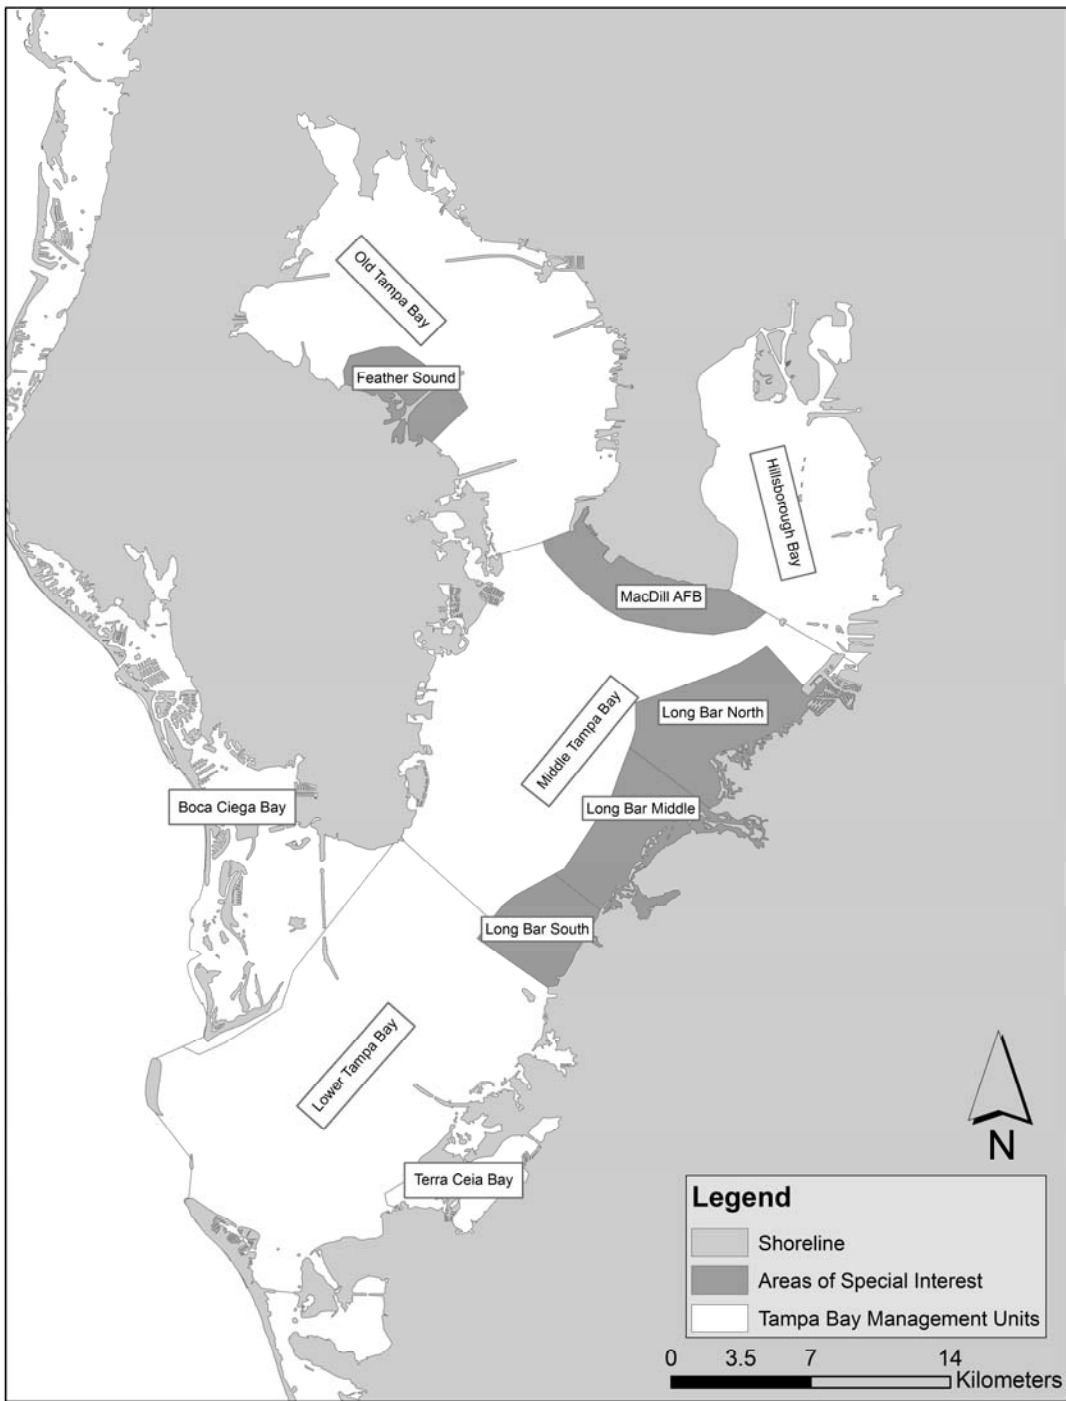 Old Tampa Bay
Feather Sound
Hillsborough Bay
MacDill AFB
Long Bar North
Middle Tampa Bay
Boca Ciega Bay
Long Bar Middle
Long Bar South
Lower Tampa Bay
Terra Ceia Bay
N
Legend
Shoreline
Areas of Special Interest
Tampa Bay Management Units
0 3.5 7 14
Kilometers